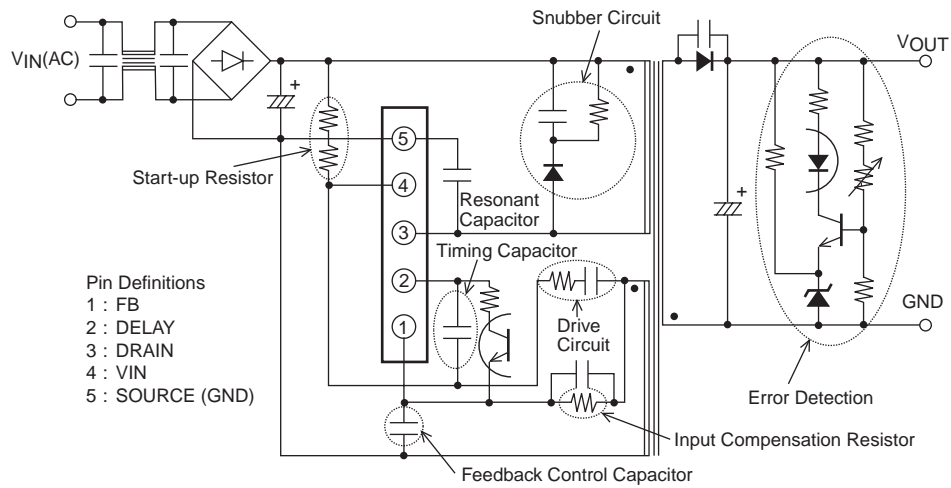 Snubber Circuit
VIN(AC)
VOUT
+
Start-up Resistor
5
4
3
2
1
Resonant
Capacitor
Timing Capacitor
+
Pin Definitions
1 : FB
2 : DELAY
3 : DRAIN
4 : VIN
5 : SOURCE (GND)
Drive
Circuit
GND
Error Detection
Input Compensation Resistor
Feedback Control Capacitor